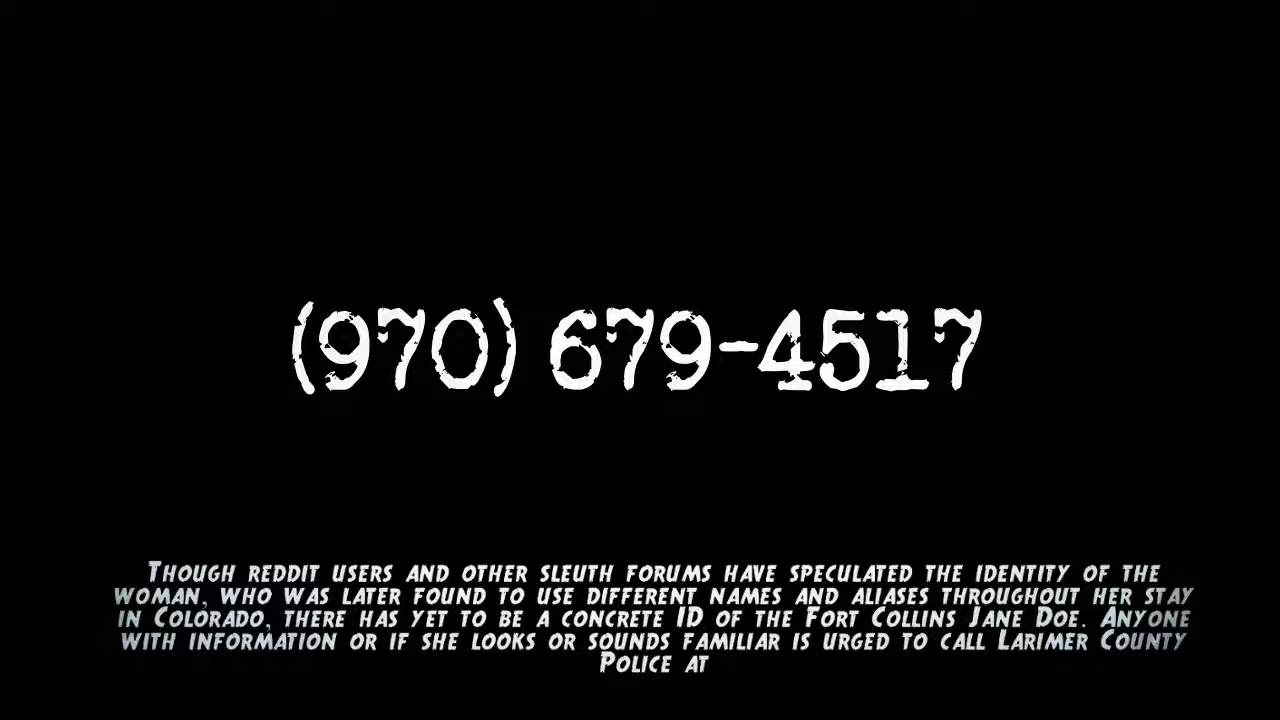 (970) 679-4517
Though reddit users and other sleuth forums have speculated the identity of the
woman, who was later found to use different names and aliases throughout her stay
in Colorado, there has yet to be a concrete ID of the Fort Collins Jane Doe. Anyone
with information or if she looks or sounds familiar is urged to call Larimer County
Police at